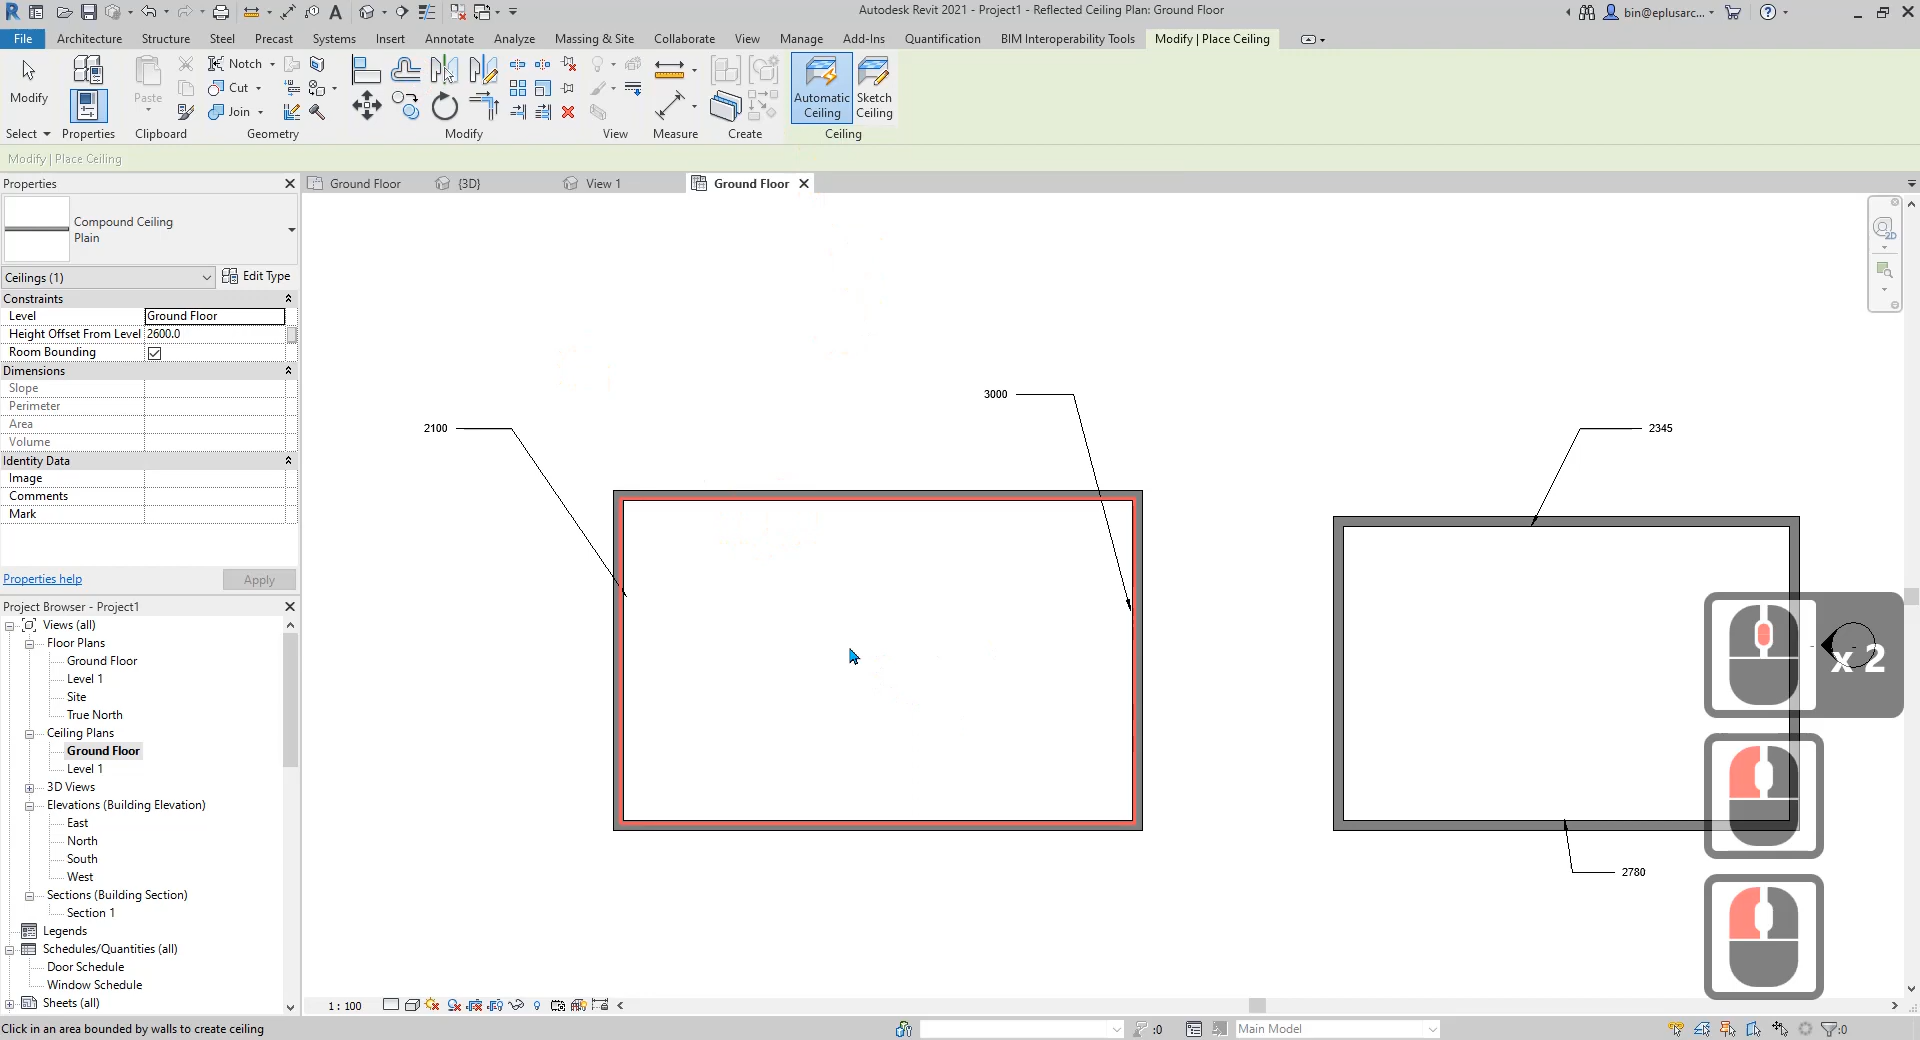 Autodesk Revit 2021 - Project1 - Reflected Ceiling Plan: Ground Floor
bin@eplusarc...
File Architecture Structure Steel Precast Systems Insert Annotate Analyze Massing & Site Collaborate View Manage Add-Ins Quantification BIM Interoperability Tools Modify | Place Ceiling
Modify
Paste
Notch
Cut
Join
Automatic Ceiling
Sketch Ceiling
Select Properties Clipboard Geometry Modify View Measure Create Ceiling
Modify | Place Ceiling
Properties
Ground Floor
{3D}
View 1
Ground Floor
Compound Ceiling
Plain
Ceilings (1)
Edit Type
Constraints
Level Ground Floor
Height Offset From Level 2600.0
Room Bounding
Dimensions
Slope
Perimeter
Area
Volume
Identity Data
Image
Comments
Mark
Properties help
Apply
Project Browser - Project1
Views (all)
Floor Plans
Ground Floor
Level 1
Site
True North
Ceiling Plans
Ground Floor
Level 1
3D Views
Elevations (Building Elevation)
East
North
South
West
Sections (Building Section)
Section 1
Legends
Schedules/Quantities (all)
Door Schedule
Window Schedule
Sheets (all)
2D
3000
2100
2345
2780
x 2
1 : 100
Click in an area bounded by walls to create ceiling
:0
Main Model
:0